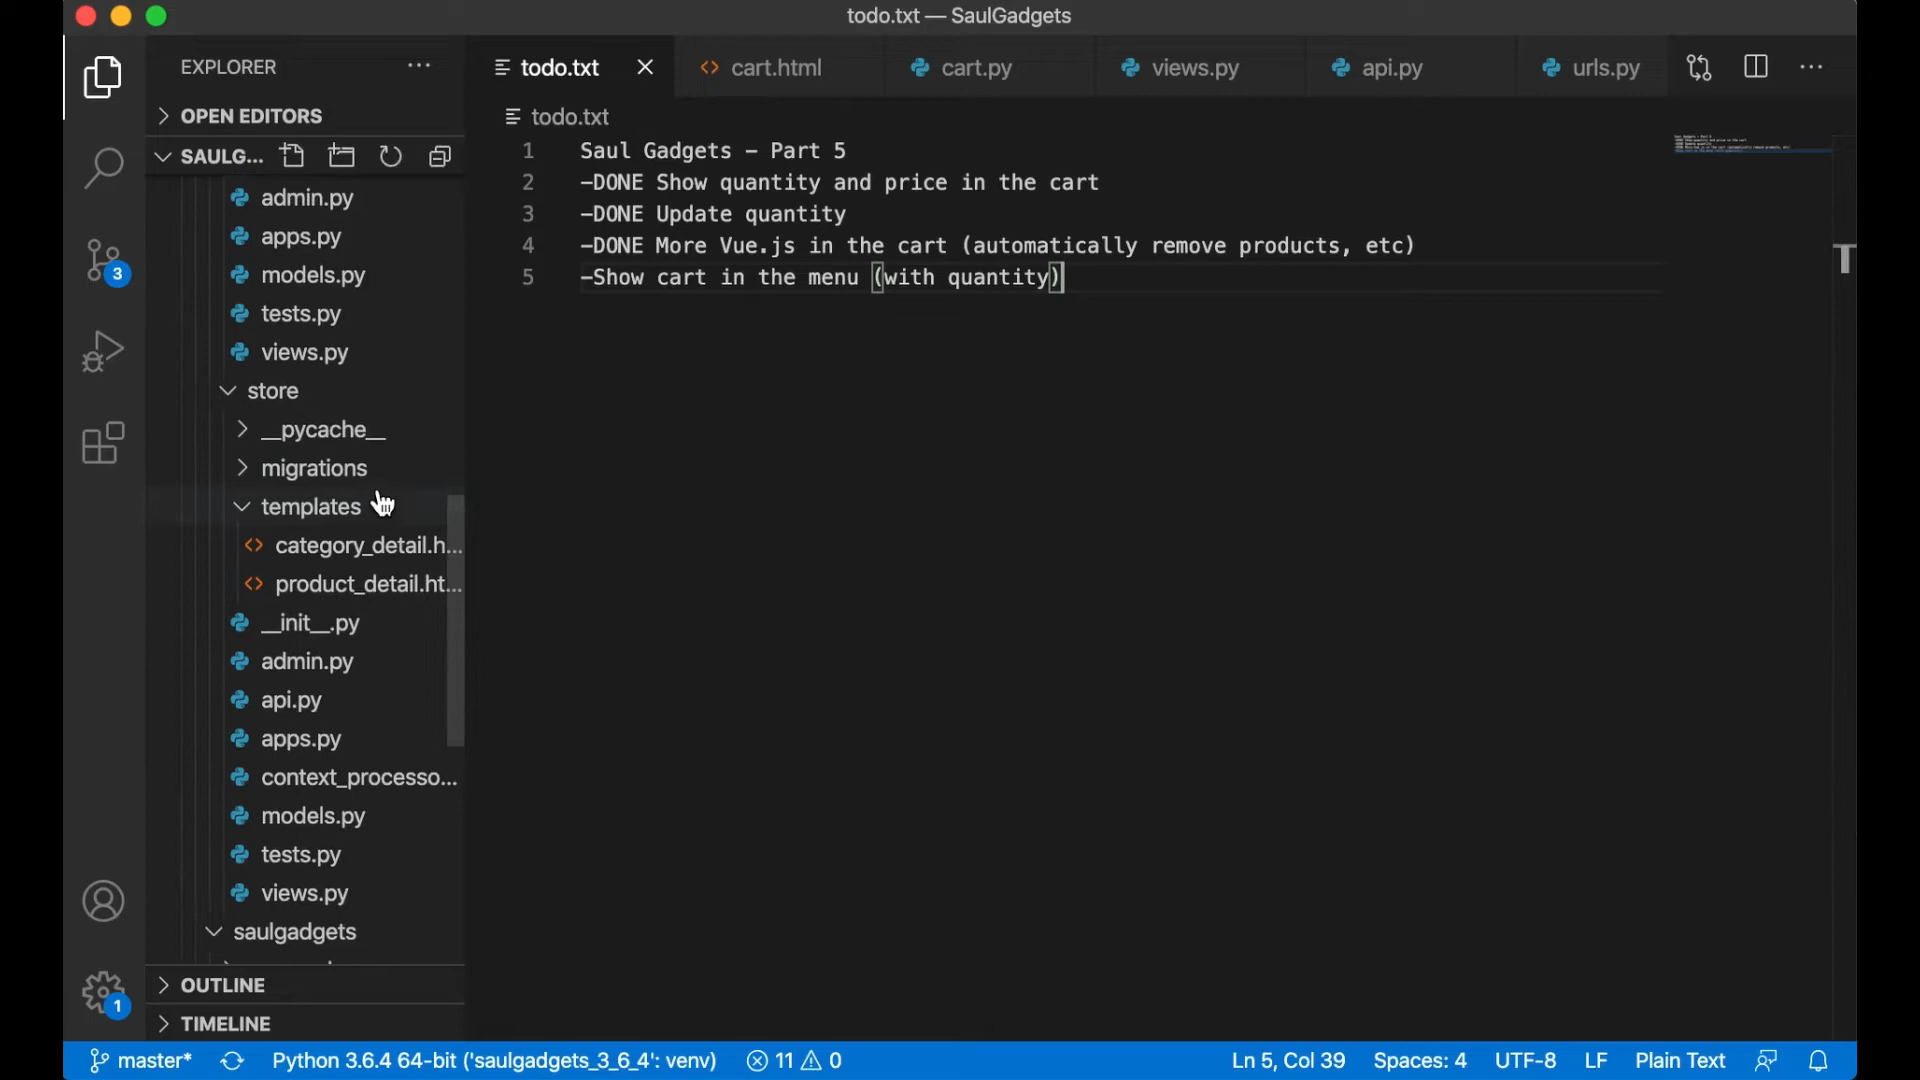 todo.txt — SaulGadgets
EXPLORER
todo.txt
cart.html
cart.py
views.py
api.py
urls.py
OPEN EDITORS
todo.txt
SAULG...
1 Saul Gadgets – Part 5
2 -DONE Show quantity and price in the cart
3 -DONE Update quantity
4 -DONE More Vue.js in the cart (automatically remove products, etc)
5 -Show cart in the menu (with quantity)
admin.py
apps.py
models.py
tests.py
views.py
store
__pycache__
migrations
templates
category_detail.h...
product_detail.ht...
__init__.py
admin.py
api.py
apps.py
context_processo...
models.py
tests.py
views.py
saulgadgets
OUTLINE
TIMELINE
3
1
master* Python 3.6.4 64-bit ('saulgadgets_3_6_4': venv) 11 0 Ln 5, Col 39 Spaces: 4 UTF-8 LF Plain Text